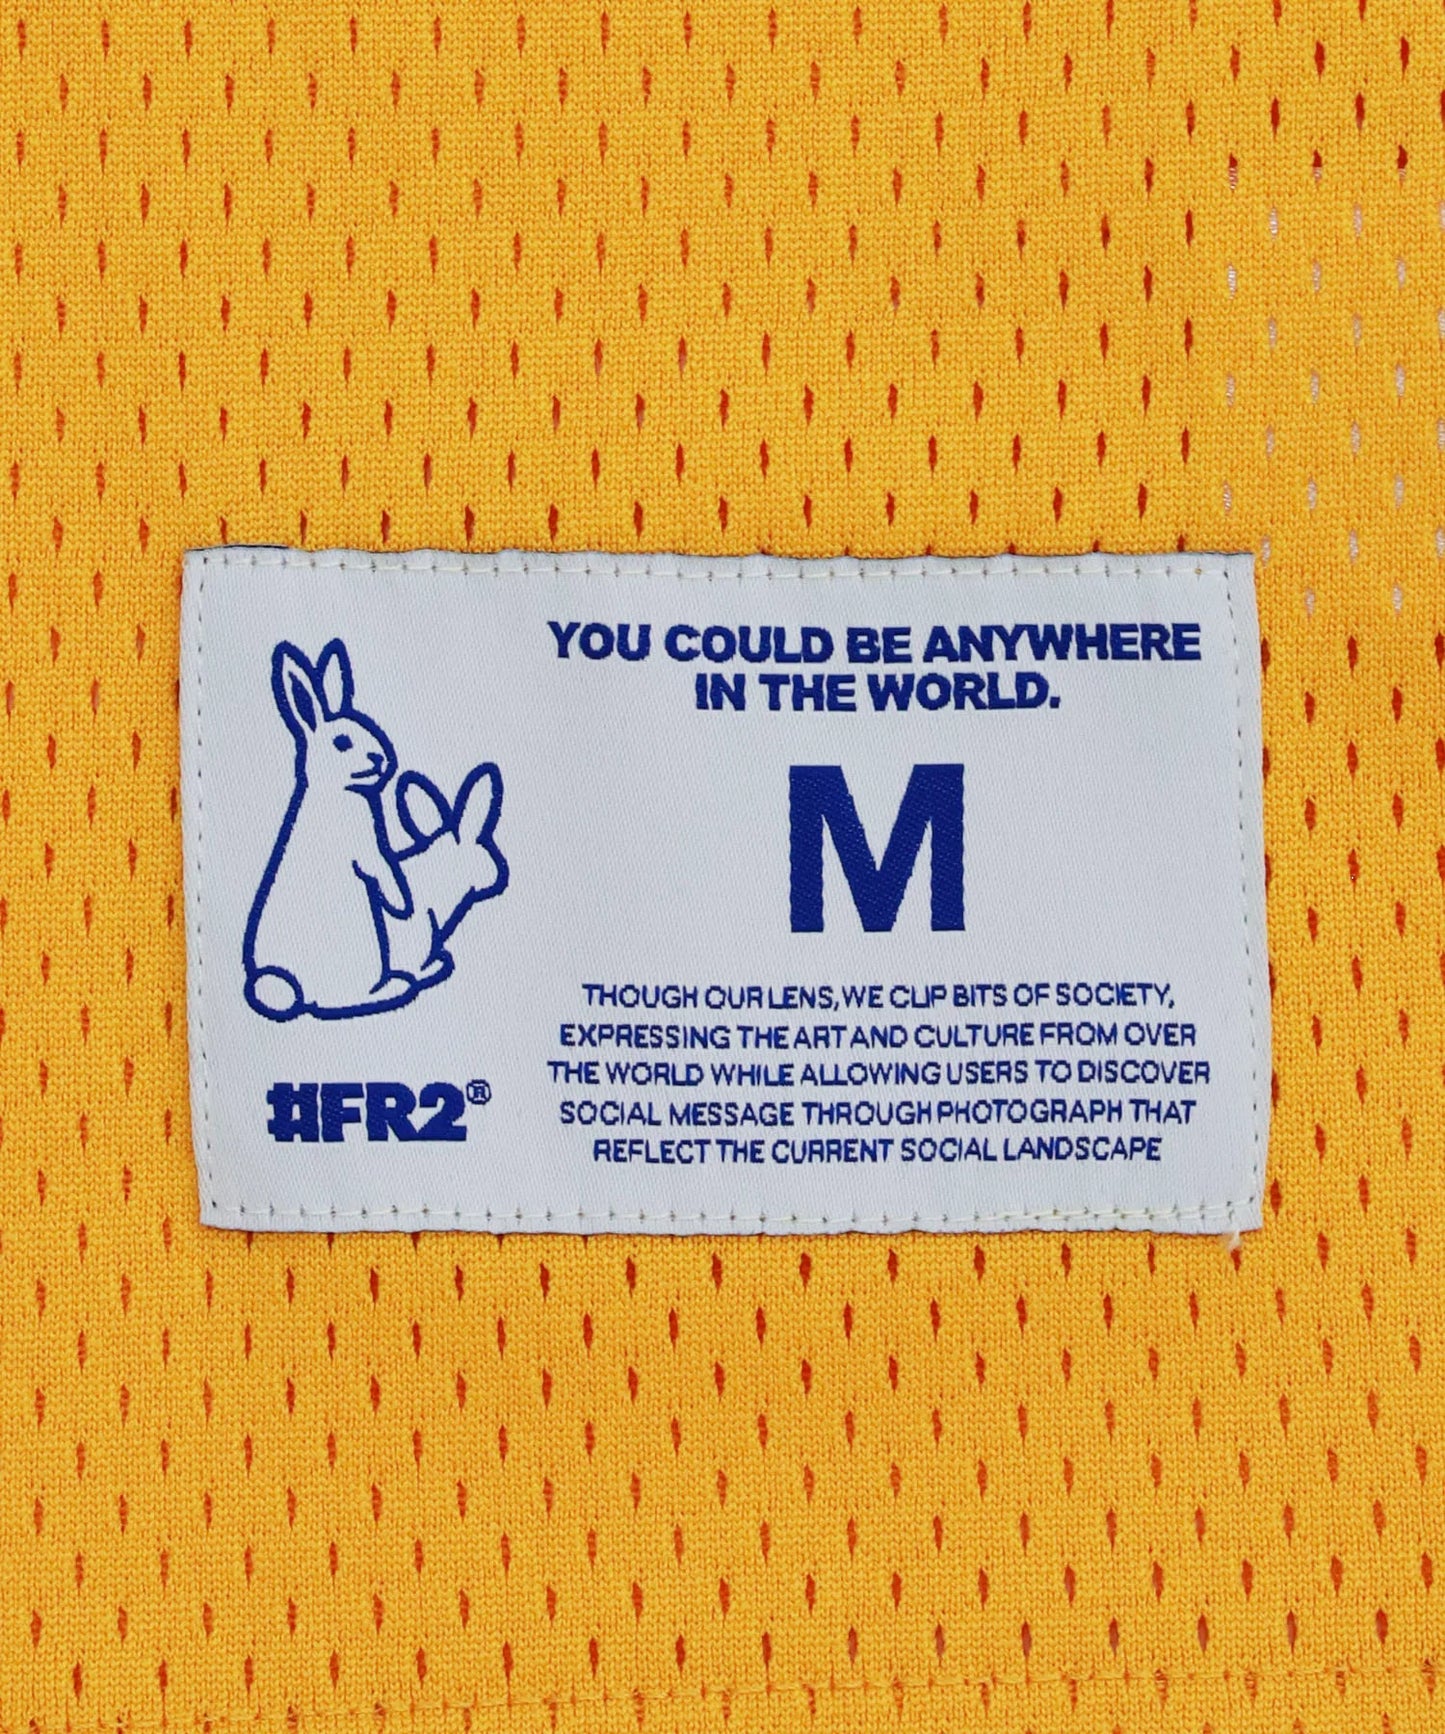 YOU COULD BE ANYWHERE
IN THE WORLD.
M
THOUGH OUR LENS, WE CLIP BITS OF SOCIETY,
EXPRESSING THE ART AND CULTURE FROM OVER
THE WORLD WHILE ALLOWING USERS TO DISCOVER
SOCIAL MESSAGE THROUGH PHOTOGRAPH THAT
REFLECT THE CURRENT SOCIAL LANDSCAPE
#FR2®